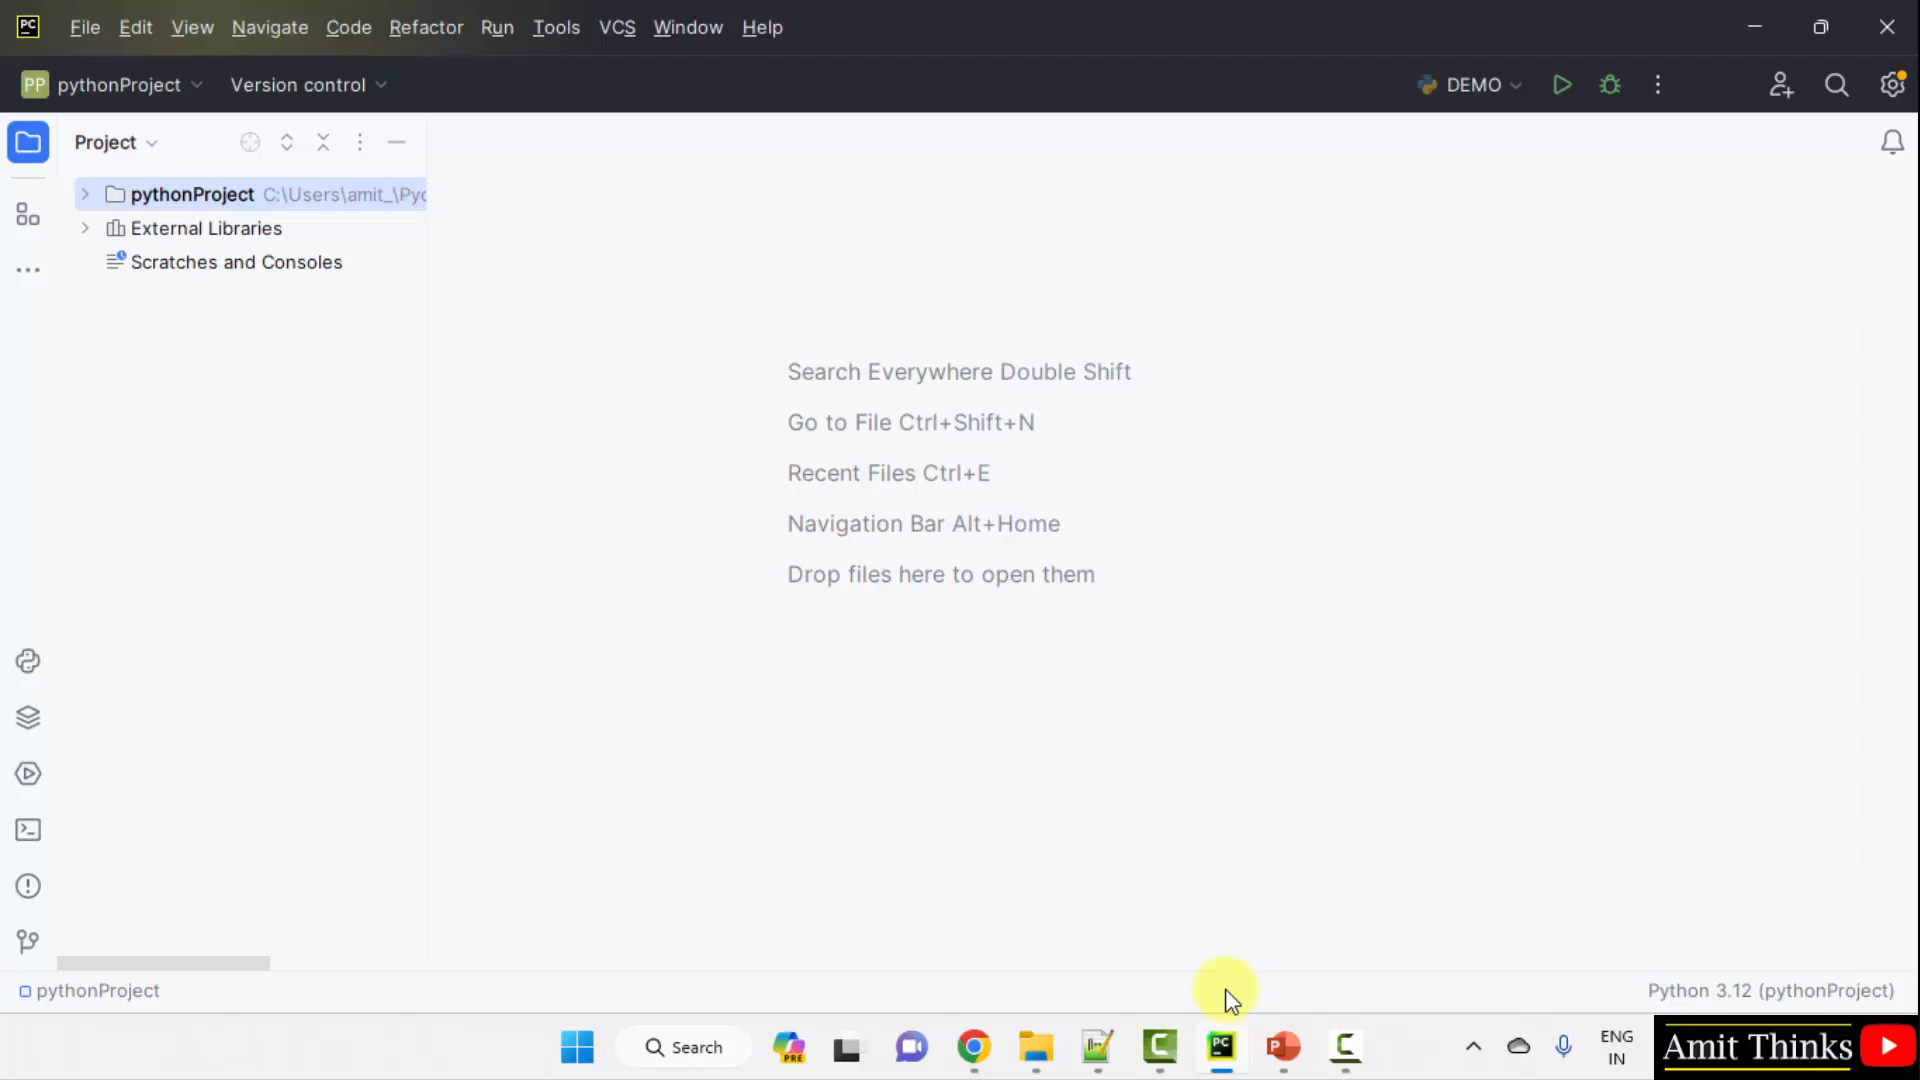 PC
File Edit View Navigate Code Refactor Run Tools VCS Window Help
PP pythonProject Version control DEMO
Project
pythonProject C:\Users\amit_\Pyc
External Libraries
Scratches and Consoles
Search Everywhere Double Shift
Go to File Ctrl+Shift+N
Recent Files Ctrl+E
Navigation Bar Alt+Home
Drop files here to open them
pythonProject
Python 3.12 (pythonProject)
Search
PRE
PC
P
ENG
IN
Amit Thinks